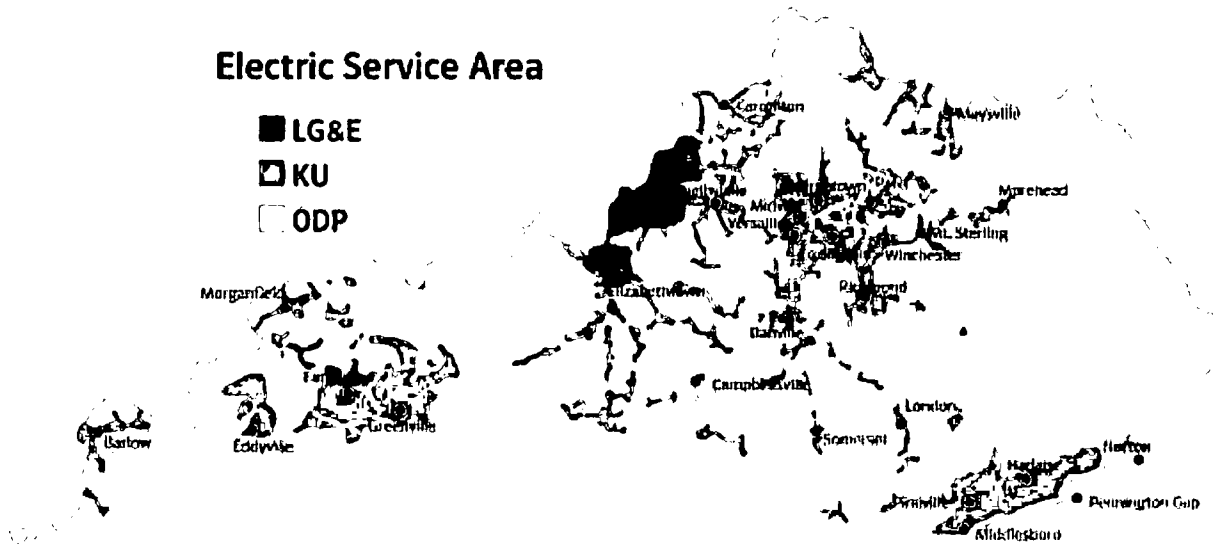 Electric Service Area
LG&E
KU
ODP
Carrollton
Maysville
Morehead
Versailles
Mt. Sterling
Winchester
Morganfield
Elizabethtown
Richmond
Danville
Campbellsville
London
Barlow
Eddyville
Greenville
Somerset
Norton
Harlan
Pineville
Pennington Gap
Middlesboro